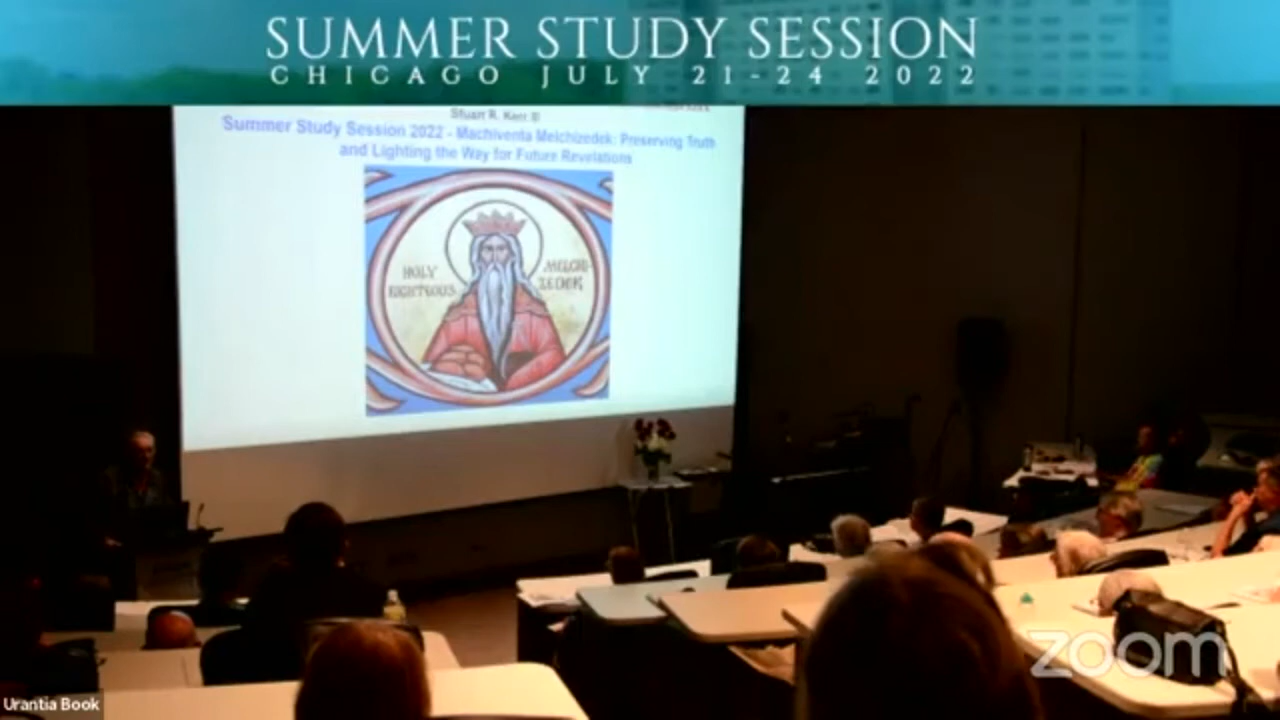 SUMMER STUDY SESSION
CHICAGO JULY 21-24 2022
Stuart R. Kerr III
Summer Study Session 2022 - Machiventa Melchizedek: Preserving Truth
and Lighting the Way for Future Revelations
HOLY
RIGHTEOUS
MELCHI-
ZEDEK
zoom
Urantia Book